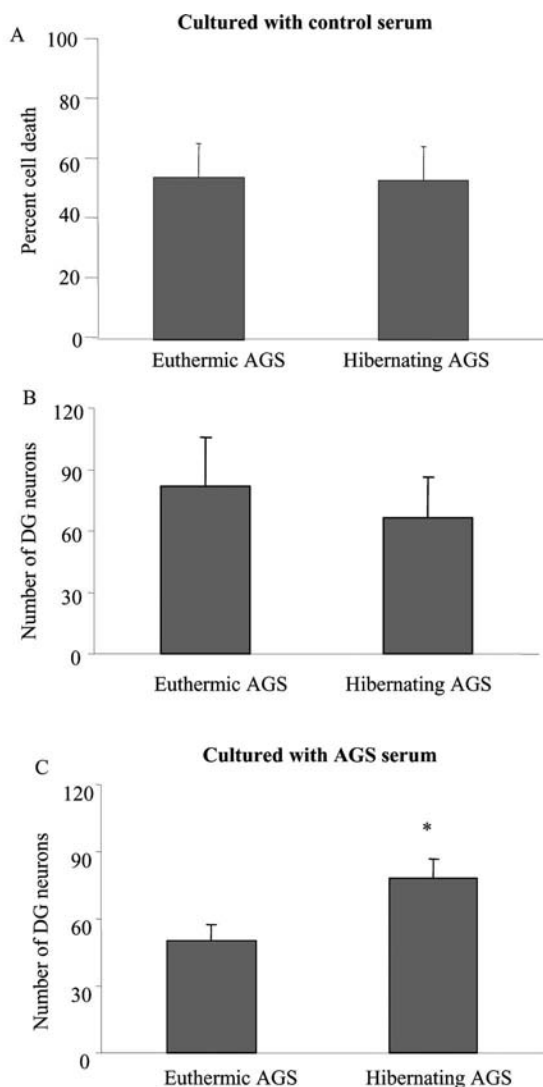 A
Cultured with control serum
100
80
60
40
20
0
Percent cell death
Euthermic AGS
Hibernating AGS
B
120
90
60
30
0
Number of DG neurons
Euthermic AGS
Hibernating AGS
C
Cultured with AGS serum
120
90
60
30
0
Number of DG neurons
*
Euthermic AGS
Hibernating AGS